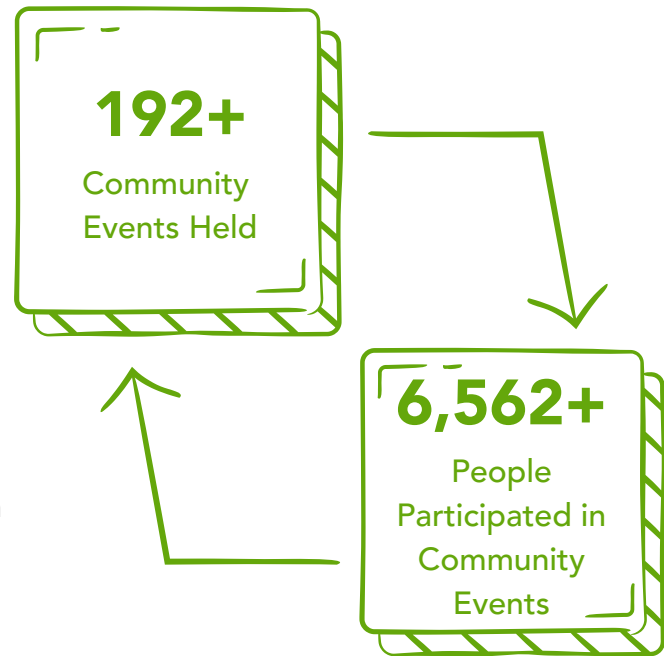 192+
Community
Events Held
6,562+
People
Participated in
Community
Events